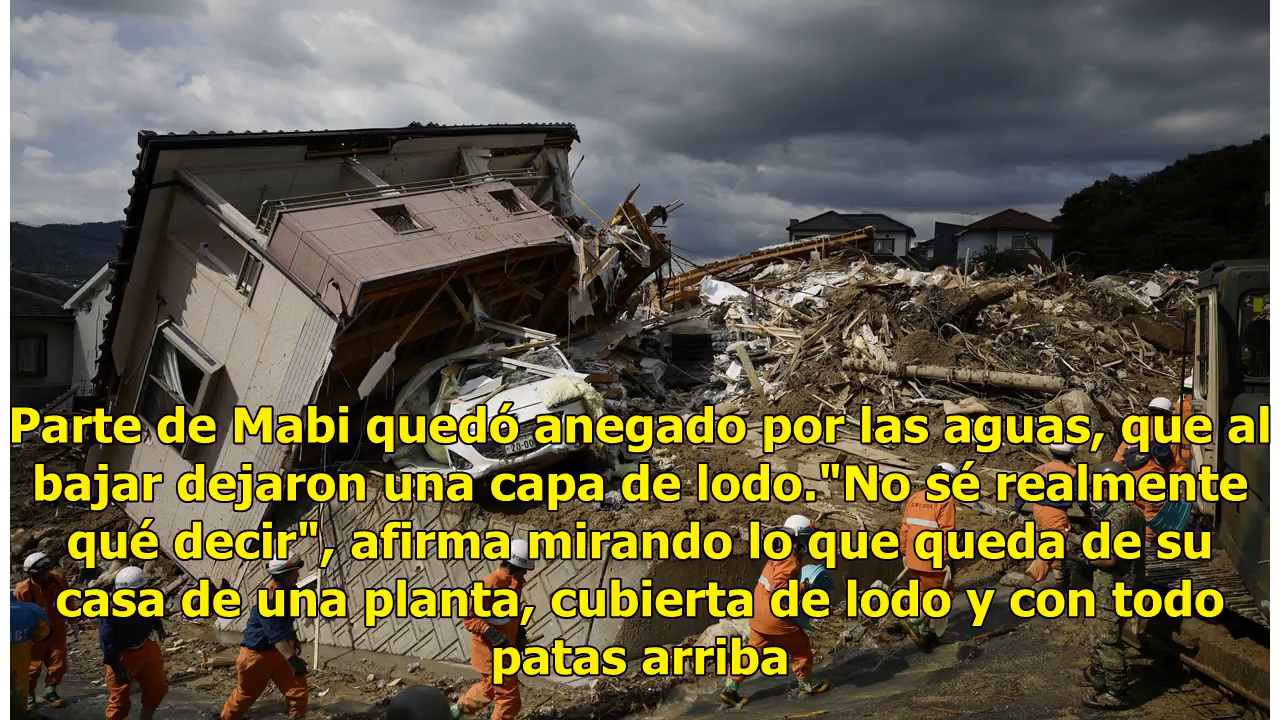 Parte de Mabi quedó anegado por las aguas, que al
bajar dejaron una capa de lodo."No sé realmente
qué decir", afirma mirando lo que queda de su
casa de una planta, cubierta de lodo y con todo
patas arriba
20-00